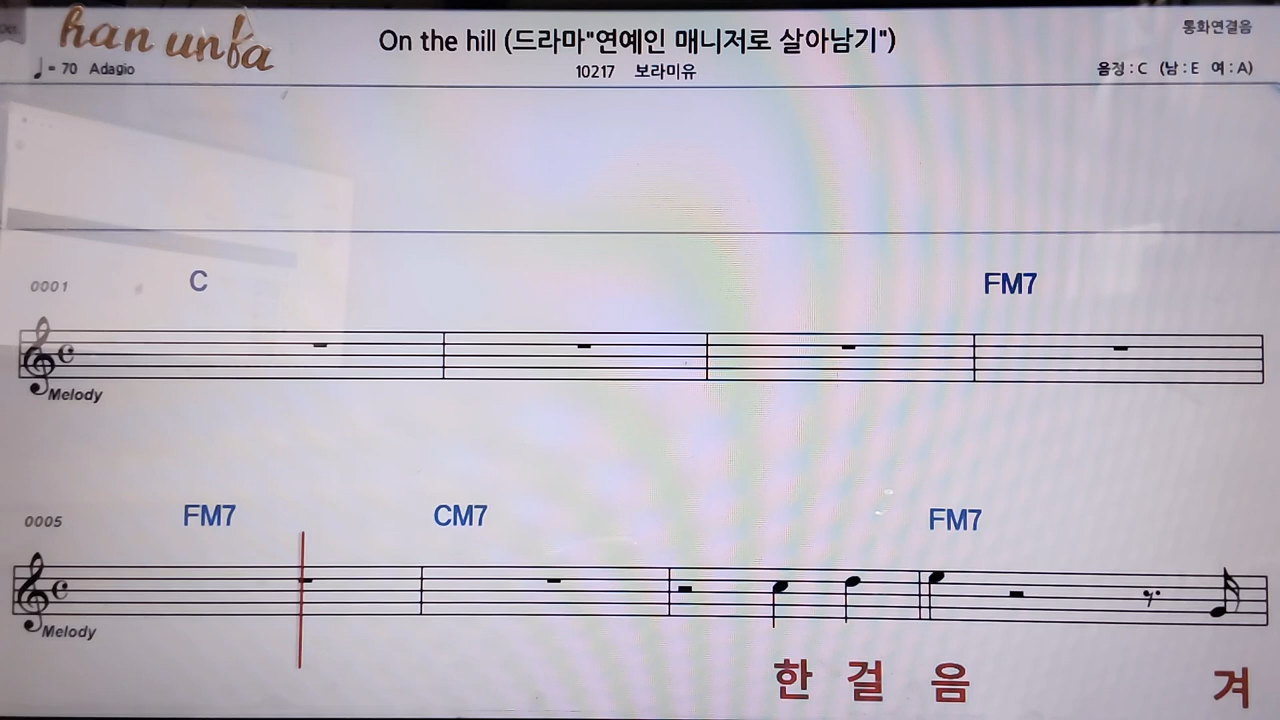 han unfa
On the hill (드라마"연예인 매니저로 살아남기")
통화연결음
♩= 70 Adagio
10217 보라미유
음정 : C (남 : E 여 : A)
0001 C FM7
Melody
0005 FM7 CM7 FM7
Melody
한 걸 음 겨